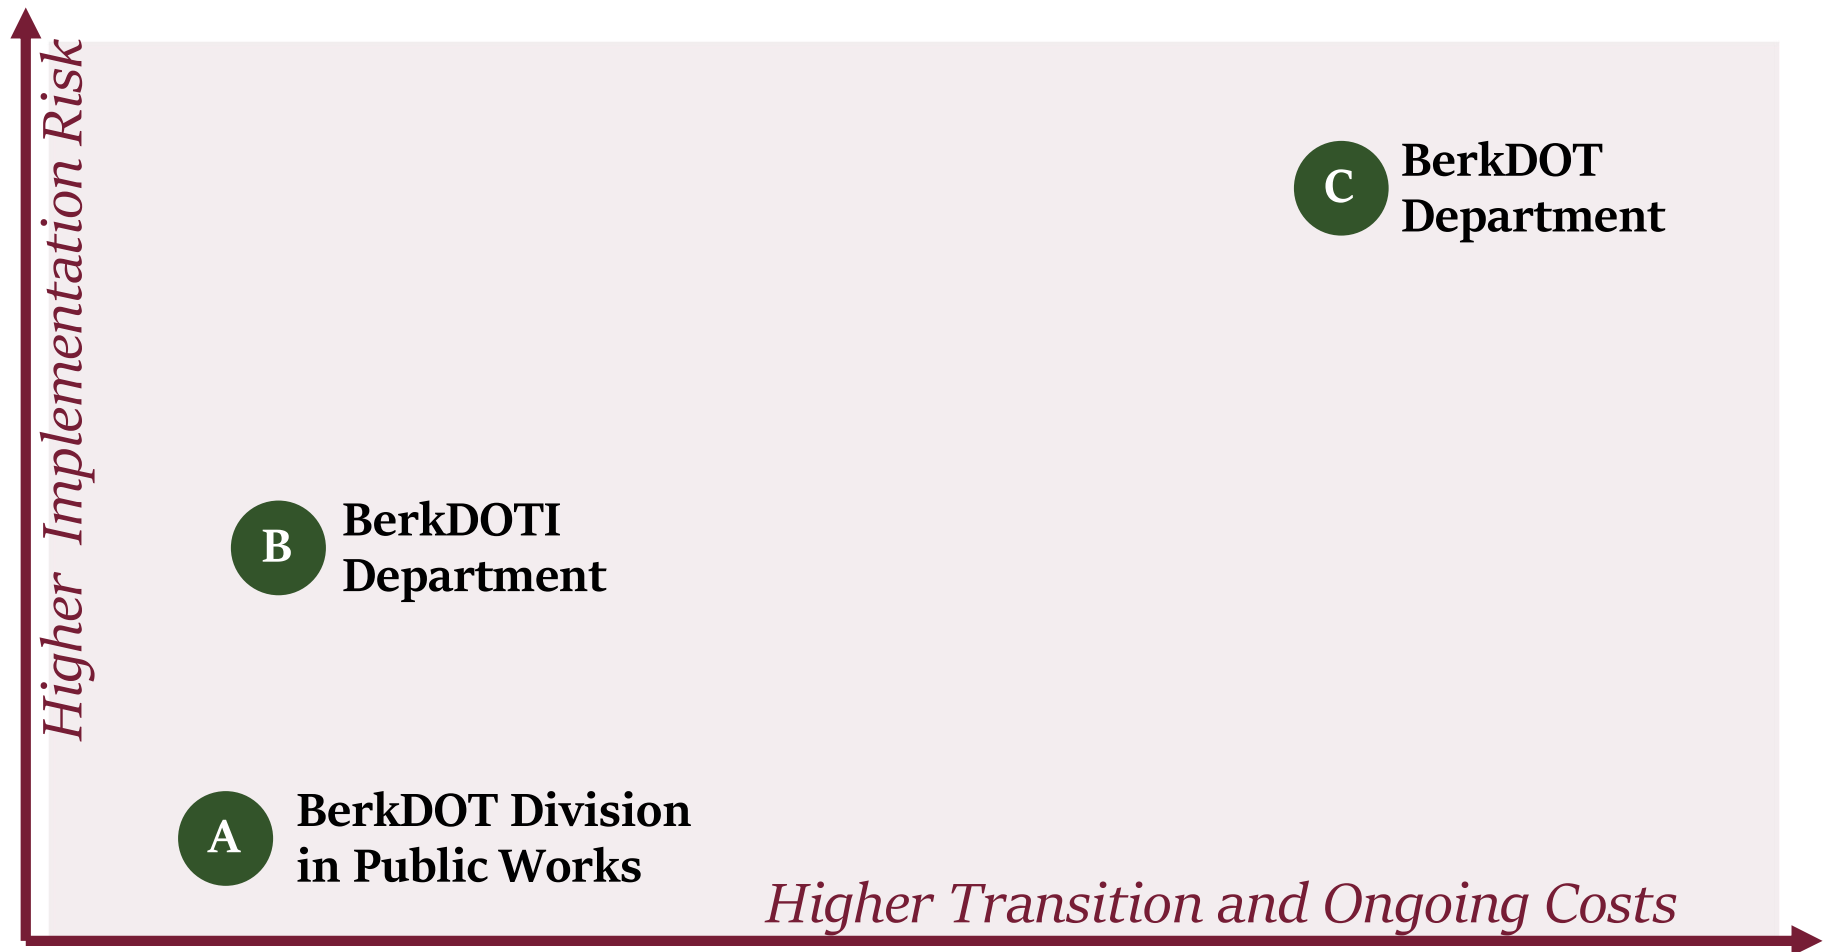 Higher Implementation Risk
C
BerkDOT
Department
B
BerkDOTI
Department
A
BerkDOT Division
in Public Works
Higher Transition and Ongoing Costs